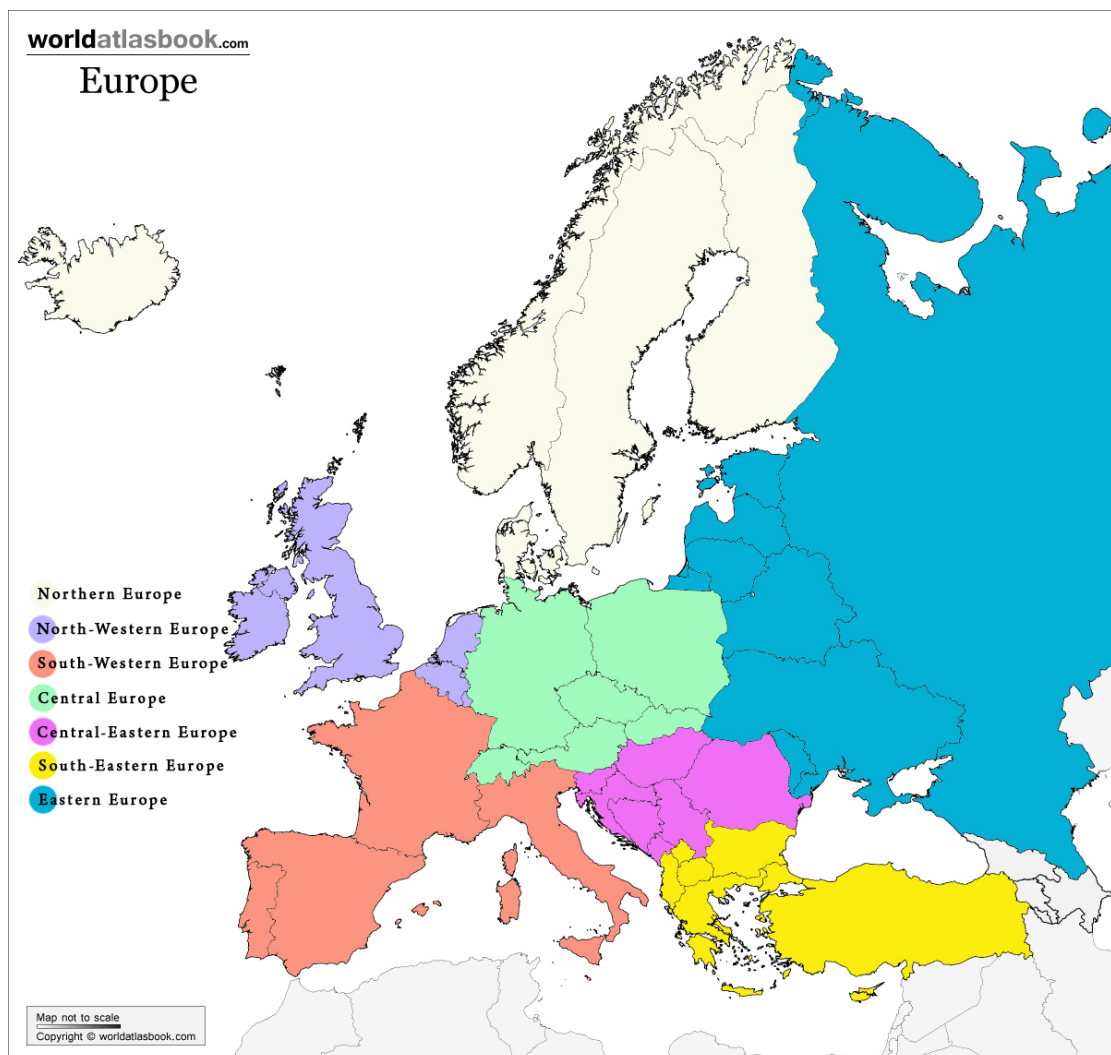 worldatlasbook.com
Europe
Northern Europe
North-Western Europe
South-Western Europe
Central Europe
Central-Eastern Europe
South-Eastern Europe
Eastern Europe
Map not to scale
Copyright © worldatlasbook.com